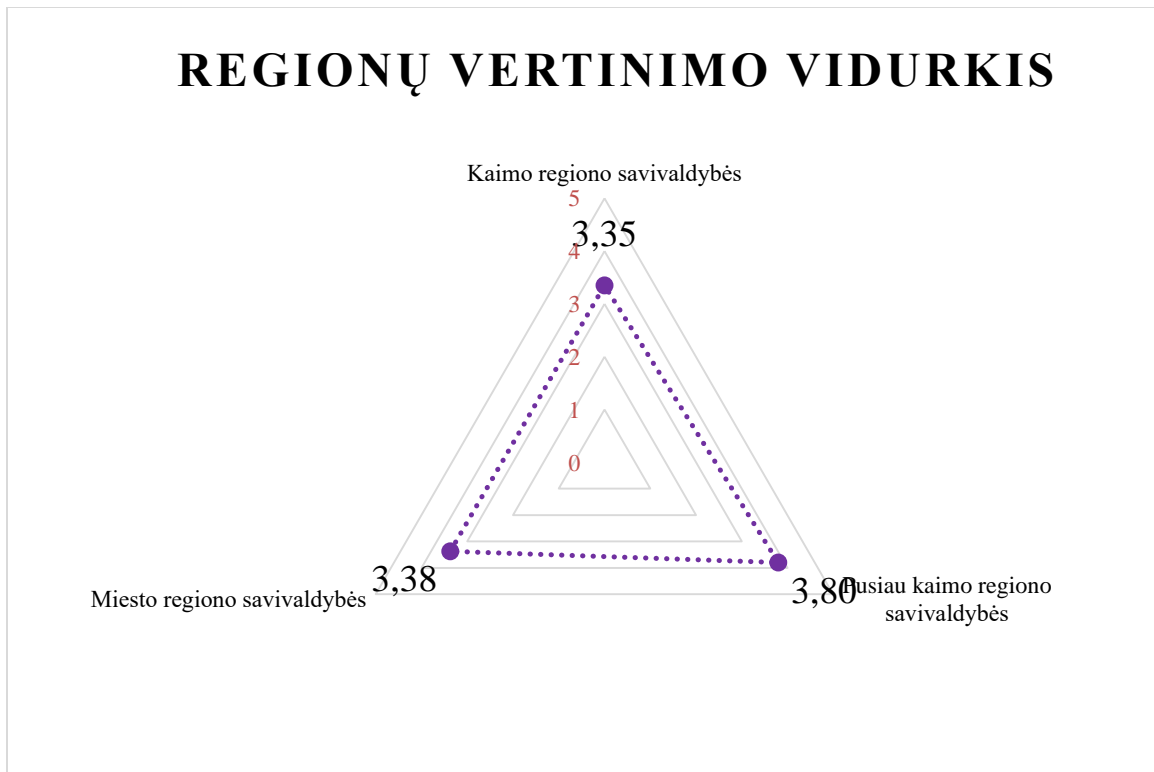 REGIONŲ VERTINIMO VIDURKIS
Kaimo regiono savivaldybės
5
3,35
4
3
2
1
0
3,38
Miesto regiono savivaldybės
3,80
Pusiau kaimo regiono
savivaldybės